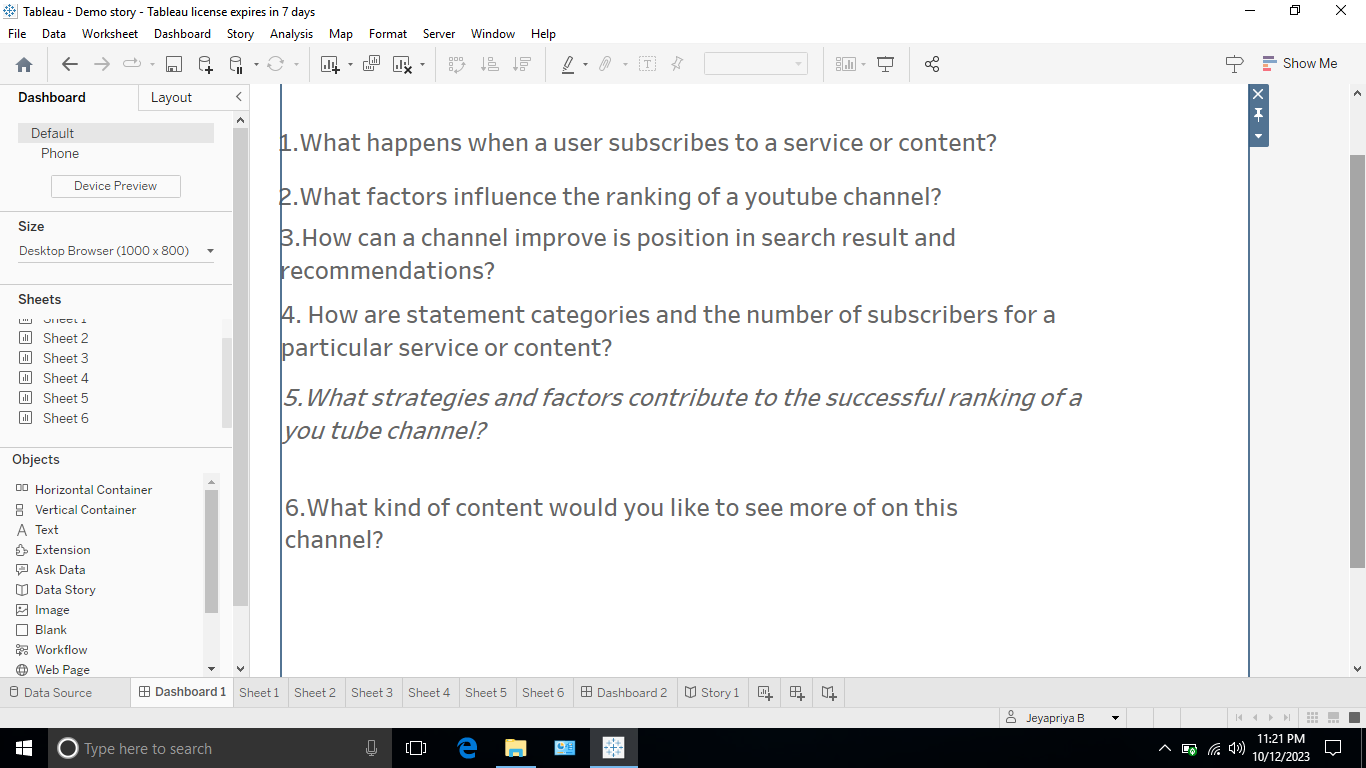 Tableau - Demo story - Tableau license expires in 7 days
File Data Worksheet Dashboard Story Analysis Map Format Server Window Help
Show Me
Dashboard Layout
Default
Phone
Device Preview
Size
Desktop Browser (1000 x 800)
Sheets
Sheet 1
Sheet 2
Sheet 3
Sheet 4
Sheet 5
Sheet 6
Objects
Horizontal Container
Vertical Container
Text
Extension
Ask Data
Data Story
Image
Blank
Workflow
Web Page
1.What happens when a user subscribes to a service or content?
2.What factors influence the ranking of a youtube channel?
3.How can a channel improve is position in search result and
recommendations?
4. How are statement categories and the number of subscribers for a
particular service or content?
5.What strategies and factors contribute to the successful ranking of a
you tube channel?
6.What kind of content would you like to see more of on this
channel?
Data Source Dashboard 1 Sheet 1 Sheet 2 Sheet 3 Sheet 4 Sheet 5 Sheet 6 Dashboard 2 Story 1
Jeyapriya B
Type here to search
11:21 PM
10/12/2023